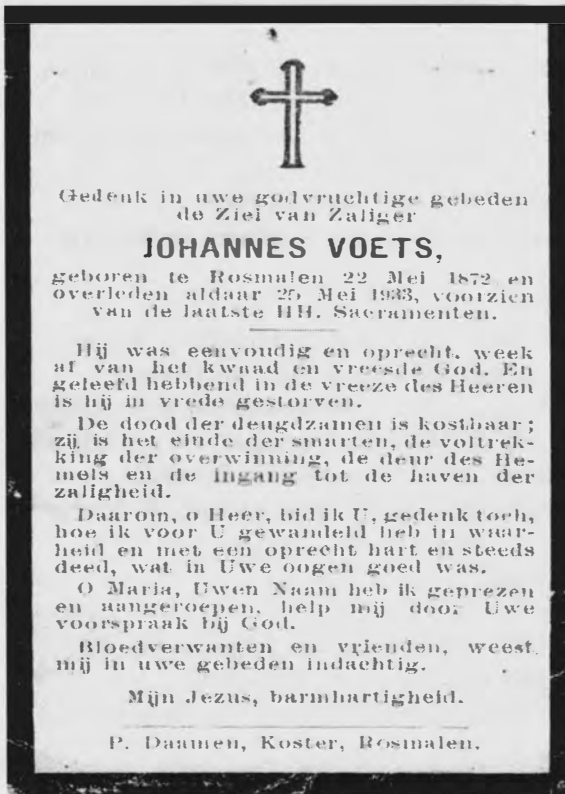 Gedenk in uwe godvruchtige gebeden
de Ziel van Zaliger
JOHANNES VOETS,
geboren te Rosmalen 22 Mei 1872 en
overleden aldaar 25 Mei 1933, voorzien
van de laatste HH. Sacramenten.
Hij was eenvoudig en oprecht, week
af van het kwaad en vreesde God. En
geleefd hebbend in de vreeze des Heeren
is hij in vrede gestorven.
De dood der deugdzamen is kostbaar;
zij is het einde der smarten, de voltrek-
king der overwinning, de deur des He-
mels en de ingang tot de haven der
zaligheid.
Daarom, o Heer, bid ik U, gedenk toch,
hoe ik voor U gewandeld heb in waar-
heid en met een oprecht hart en steeds
deed, wat in Uwe oogen goed was.
O Maria, Uwen Naam heb ik geprezen
en aangeroepen, help mij door Uwe
voorspraak bij God.
Bloedverwanten en vrienden, weest
mij in uwe gebeden indachtig.
Mijn Jezus, barmhartigheid.
P. Daamen, Koster, Rosmalen.